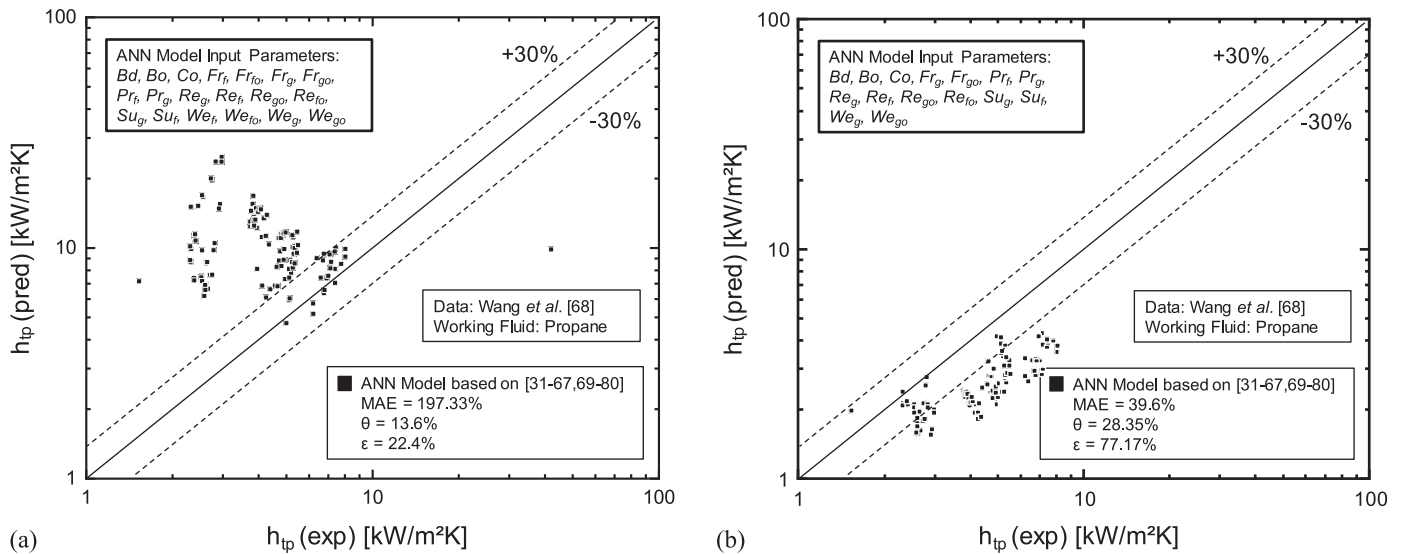 100
ANN Model Input Parameters:
Bd, Bo, Co, Fr_f, Fr_fo, Fr_g, Fr_go,
Pr_f, Pr_g, Re_g, Re_f, Re_go, Re_fo,
Su_g, Su_f, We_f, We_fo, We_g, We_go
+30%
-30%
h_tp (pred) [kW/m²K]
10
Data: Wang et al. [68]
Working Fluid: Propane
ANN Model based on [31-67,69-80]
MAE = 197.33%
θ = 13.6%
ε = 22.4%
1
1 10 100
(a)
h_tp (exp) [kW/m²K]
100
ANN Model Input Parameters:
Bd, Bo, Co, Fr_g, Fr_go, Pr_f, Pr_g,
Re_g, Re_f, Re_go, Re_fo, Su_g, Su_f,
We_g, We_go
+30%
-30%
h_tp (pred) [kW/m²K]
10
Data: Wang et al. [68]
Working Fluid: Propane
ANN Model based on [31-67,69-80]
MAE = 39.6%
θ = 28.35%
ε = 77.17%
1
1 10 100
(b)
h_tp (exp) [kW/m²K]